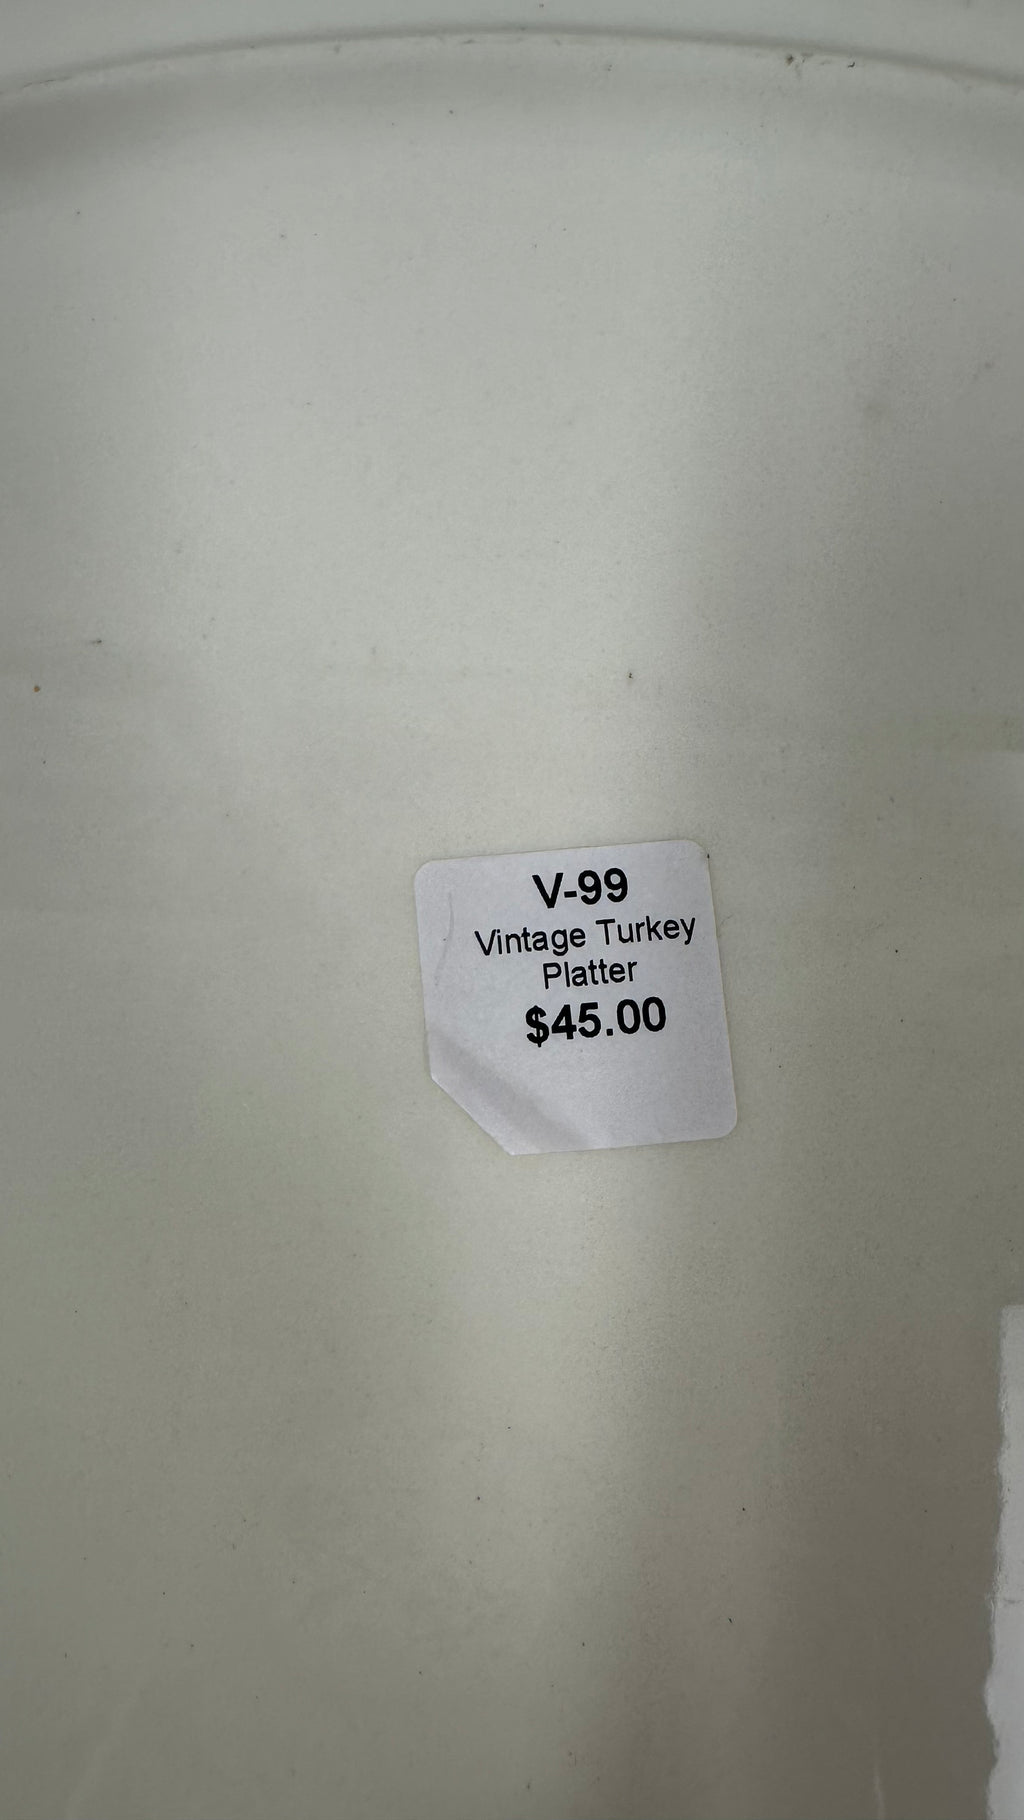 V-99
Vintage Turkey
Platter
$45.00